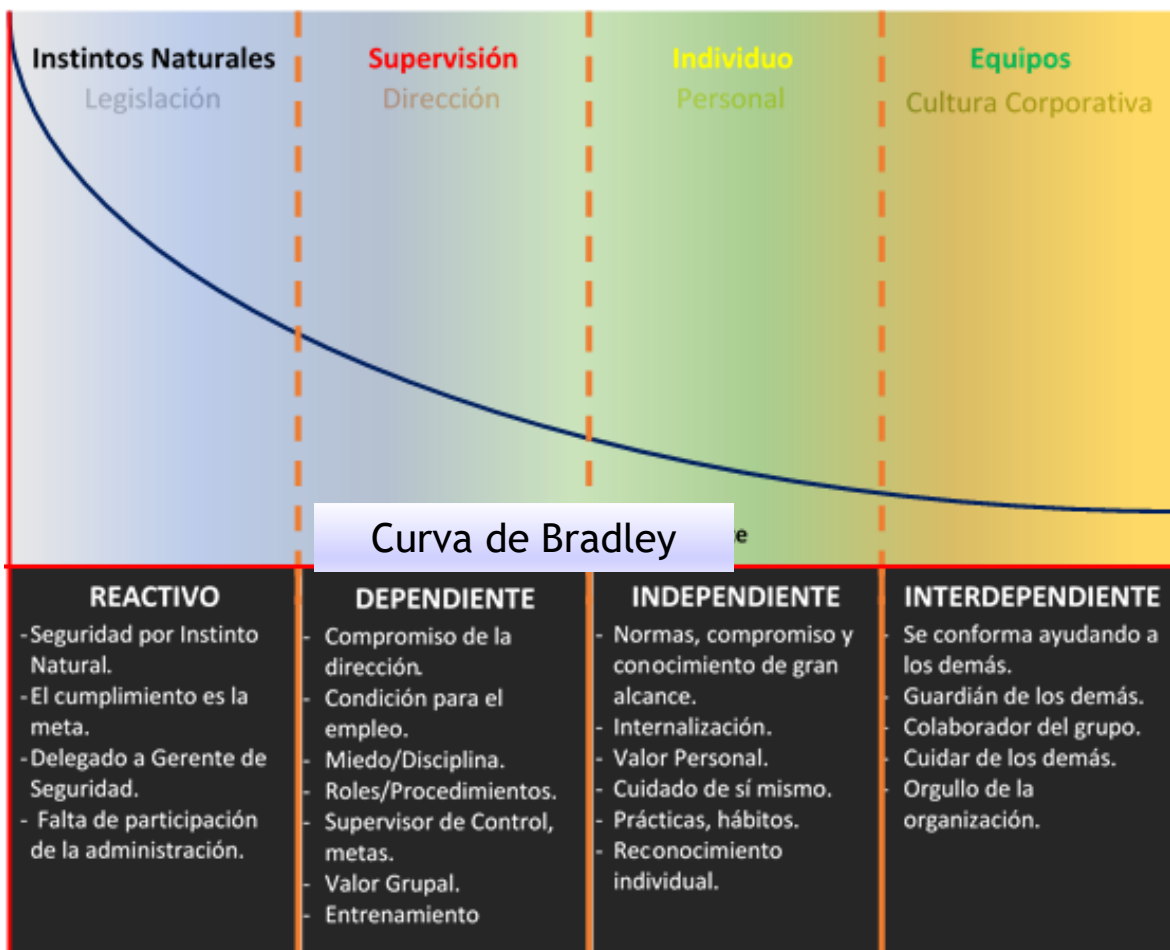 Instintos Naturales
Legislación
Supervisión
Dirección
Individuo
Personal
Equipos
Cultura Corporativa
Curva de Bradley
REACTIVO
-Seguridad por Instinto
Natural.
-El cumplimiento es la
meta.
-Delegado a Gerente de
Seguridad.
- Falta de participación
de la administración.
DEPENDIENTE
- Compromiso de la
dirección.
- Condición para el
empleo.
- Miedo/Disciplina.
- Roles/Procedimientos.
- Supervisor de Control,
metas.
- Valor Grupal.
- Entrenamiento
INDEPENDIENTE
- Normas, compromiso y
conocimiento de gran
alcance.
- Internalización.
- Valor Personal.
- Cuidado de sí mismo.
- Prácticas, hábitos.
- Reconocimiento
individual.
INTERDEPENDIENTE
- Se conforma ayudando a
los demás.
- Guardián de los demás.
- Colaborador del grupo.
- Cuidar de los demás.
- Orgullo de la
organización.